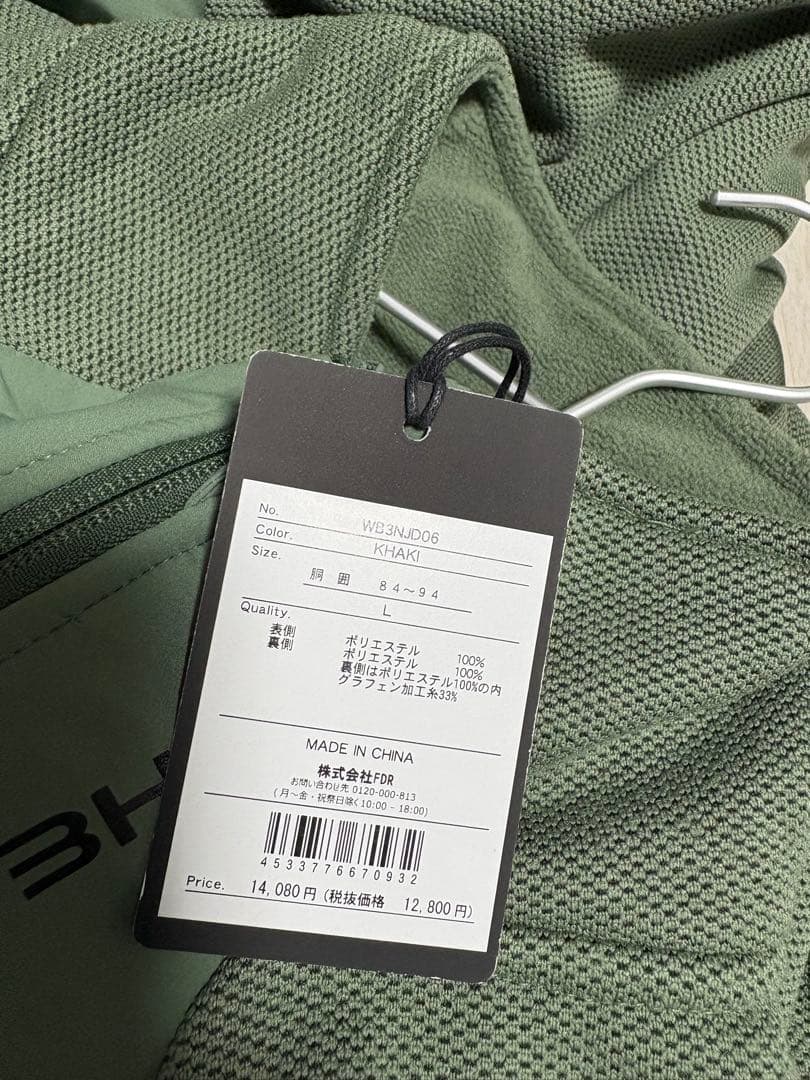 No. WB3NJD06
Color. KHAKI
Size. 胴 囲 84～94
L
Quality.
表側 ポリエステル 100%
裏側 ポリエステル 100%
裏側はポリエステル100%の内
グラフェン加工糸33%
MADE IN CHINA
株式会社FDR
お問い合わせ先 0120-000-813
(月～金・祝祭日除く10:00 - 18:00)
4533776670932
Price. 14,080円 (税抜価格 12,800円)
3H